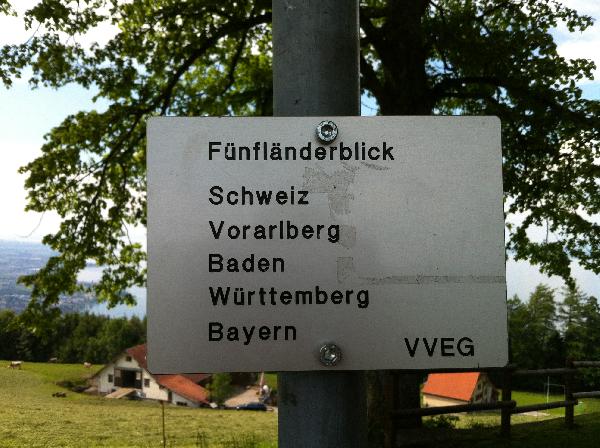 Fünfländerblick
Schweiz
Vorarlberg
Baden
Württemberg
Bayern
VVEG